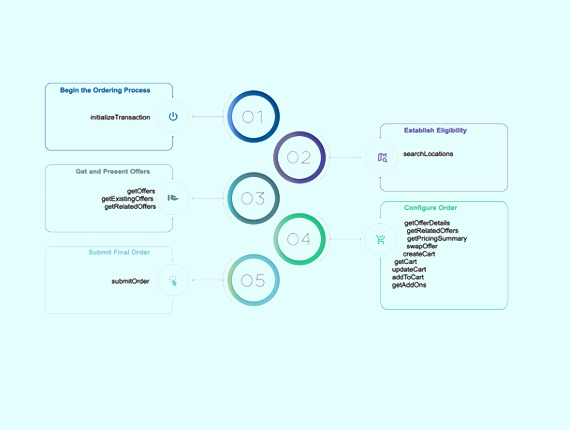 Begin the Ordering Process
initializeTransaction
01
Establish Eligibility
searchLocations
02
Get and Present Offers
getOffers
getExistingOffers
getRelatedOffers
03
Configure Order
getOfferDetails
getRelatedOffers
getPricingSummary
swapOffer
createCart
getCart
updateCart
addToCart
getAddOns
04
Submit Final Order
submitOrder
05